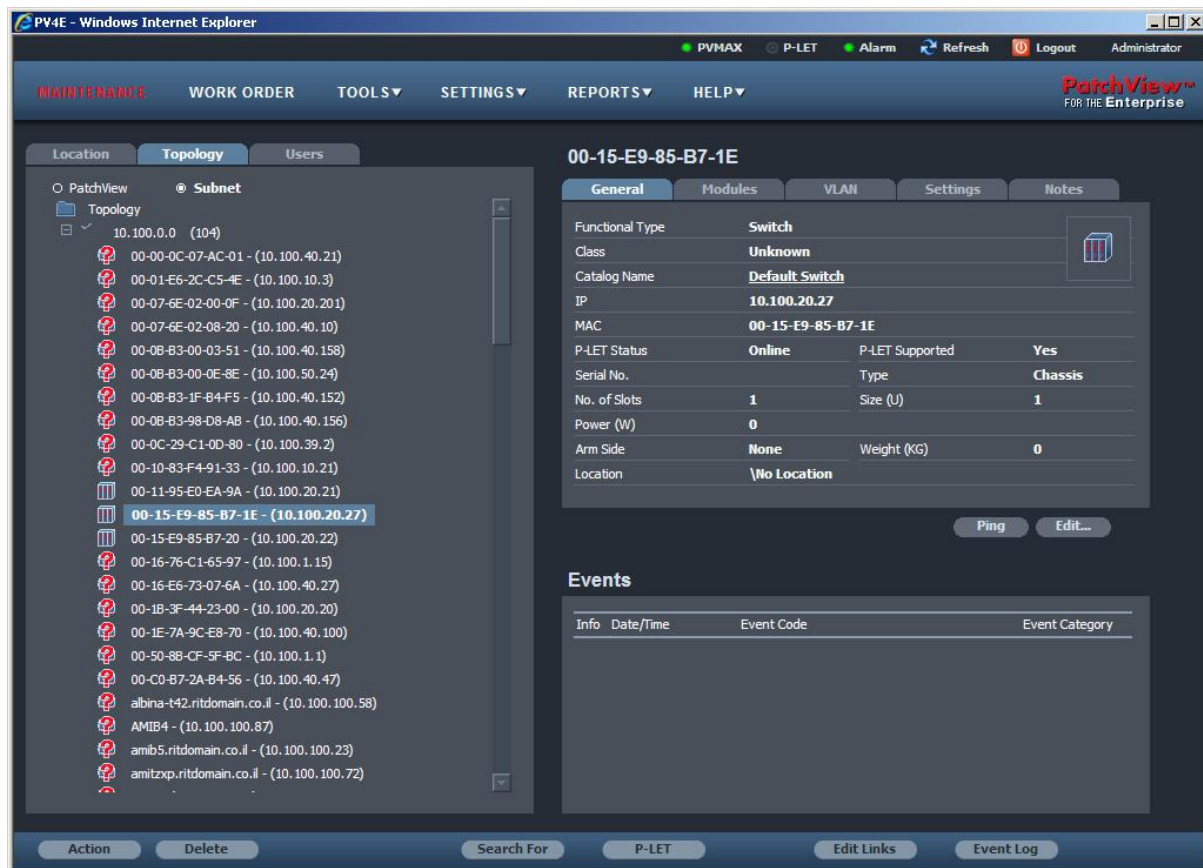 PV4E - Windows Internet Explorer
PVMAX P-LET Alarm Refresh Logout Administrator
MAINTENANCE WORK ORDER TOOLS▼ SETTINGS▼ REPORTS▼ HELP▼
PatchView™
FOR THE Enterprise
Location Topology Users
PatchView Subnet
Topology
10.100.0.0 (104)
00-00-0C-07-AC-01 - (10.100.40.21)
00-01-E6-2C-C5-4E - (10.100.10.3)
00-07-6E-02-00-0F - (10.100.20.201)
00-07-6E-02-08-20 - (10.100.40.10)
00-0B-B3-00-03-51 - (10.100.40.158)
00-0B-B3-00-0E-8E - (10.100.50.24)
00-0B-B3-1F-B4-F5 - (10.100.40.152)
00-0B-B3-98-D8-AB - (10.100.40.156)
00-0C-29-C1-0D-80 - (10.100.39.2)
00-10-83-F4-91-33 - (10.100.10.21)
00-11-95-E0-EA-9A - (10.100.20.21)
00-15-E9-85-B7-1E - (10.100.20.27)
00-15-E9-85-B7-20 - (10.100.20.22)
00-16-76-C1-65-97 - (10.100.1.15)
00-16-E6-73-07-6A - (10.100.40.27)
00-1B-3F-44-23-00 - (10.100.20.20)
00-1E-7A-9C-E8-70 - (10.100.40.100)
00-50-8B-CF-5F-BC - (10.100.1.1)
00-C0-B7-2A-B4-56 - (10.100.40.47)
albina-t42.ritdomain.co.il - (10.100.100.58)
AMIB4 - (10.100.100.87)
amib5.ritdomain.co.il - (10.100.100.23)
amitzxp.ritdomain.co.il - (10.100.100.72)
00-15-E9-85-B7-1E
General Modules VLAN Settings Notes
Functional Type Switch
Class Unknown
Catalog Name Default Switch
IP 10.100.20.27
MAC 00-15-E9-85-B7-1E
P-LET Status Online P-LET Supported Yes
Serial No. Type Chassis
No. of Slots 1 Size (U) 1
Power (W) 0
Arm Side None Weight (KG) 0
Location \No Location
Ping Edit...
Events
Info Date/Time Event Code Event Category
Action Delete Search For P-LET Edit Links Event Log